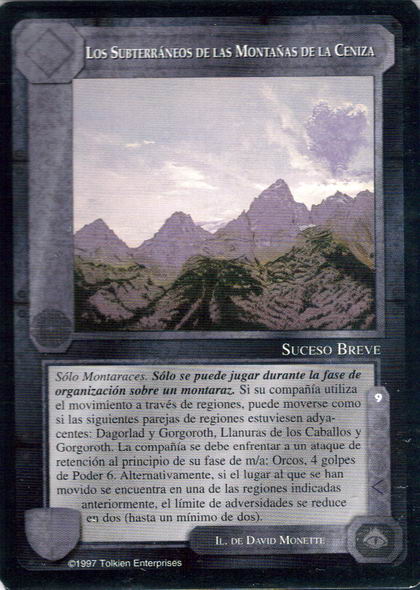 Los Subterráneos de las Montañas de la Ceniza
Suceso Breve
Sólo Montaraces. Sólo se puede jugar durante la fase de
organización sobre un montaraz. Si su compañía utiliza
el movimiento a través de regiones, puede moverse como
si las siguientes parejas de regiones estuviesen adya-
centes: Dagorlad y Gorgoroth, Llanuras de los Caballos y
Gorgoroth. La compañía se debe enfrentar a un ataque de
retención al principio de su fase de m/a: Orcos, 4 golpes
de Poder 6. Alternativamente, si el lugar al que se han
movido se encuentra en una de las regiones indicadas
anteriormente, el límite de adversidades se reduce
en dos (hasta un mínimo de dos).
9
Il. de David Monette
©1997 Tolkien Enterprises